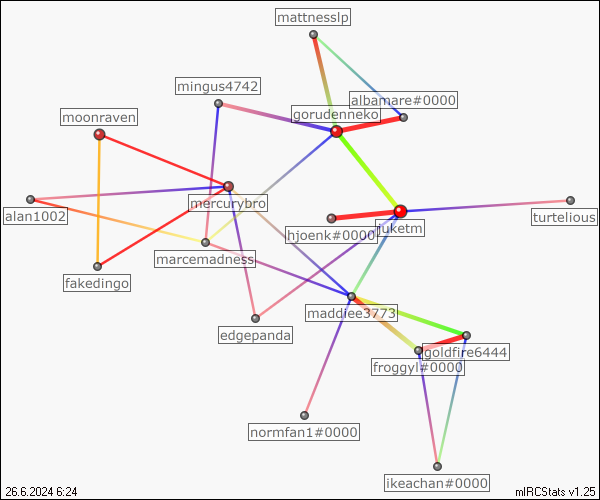 mattnesslp
mingus4742
albamare#0000
gorudenneko
moonraven
mercurybro
alan1002
turtelious
hjoenk#0000
juketm
marcemadness
fakedingo
maddiee3773
edgepanda
goldfire6444
froggyl#0000
normfan1#0000
ikeachan#0000
26.6.2024 6:24
mIRCStats v1.25